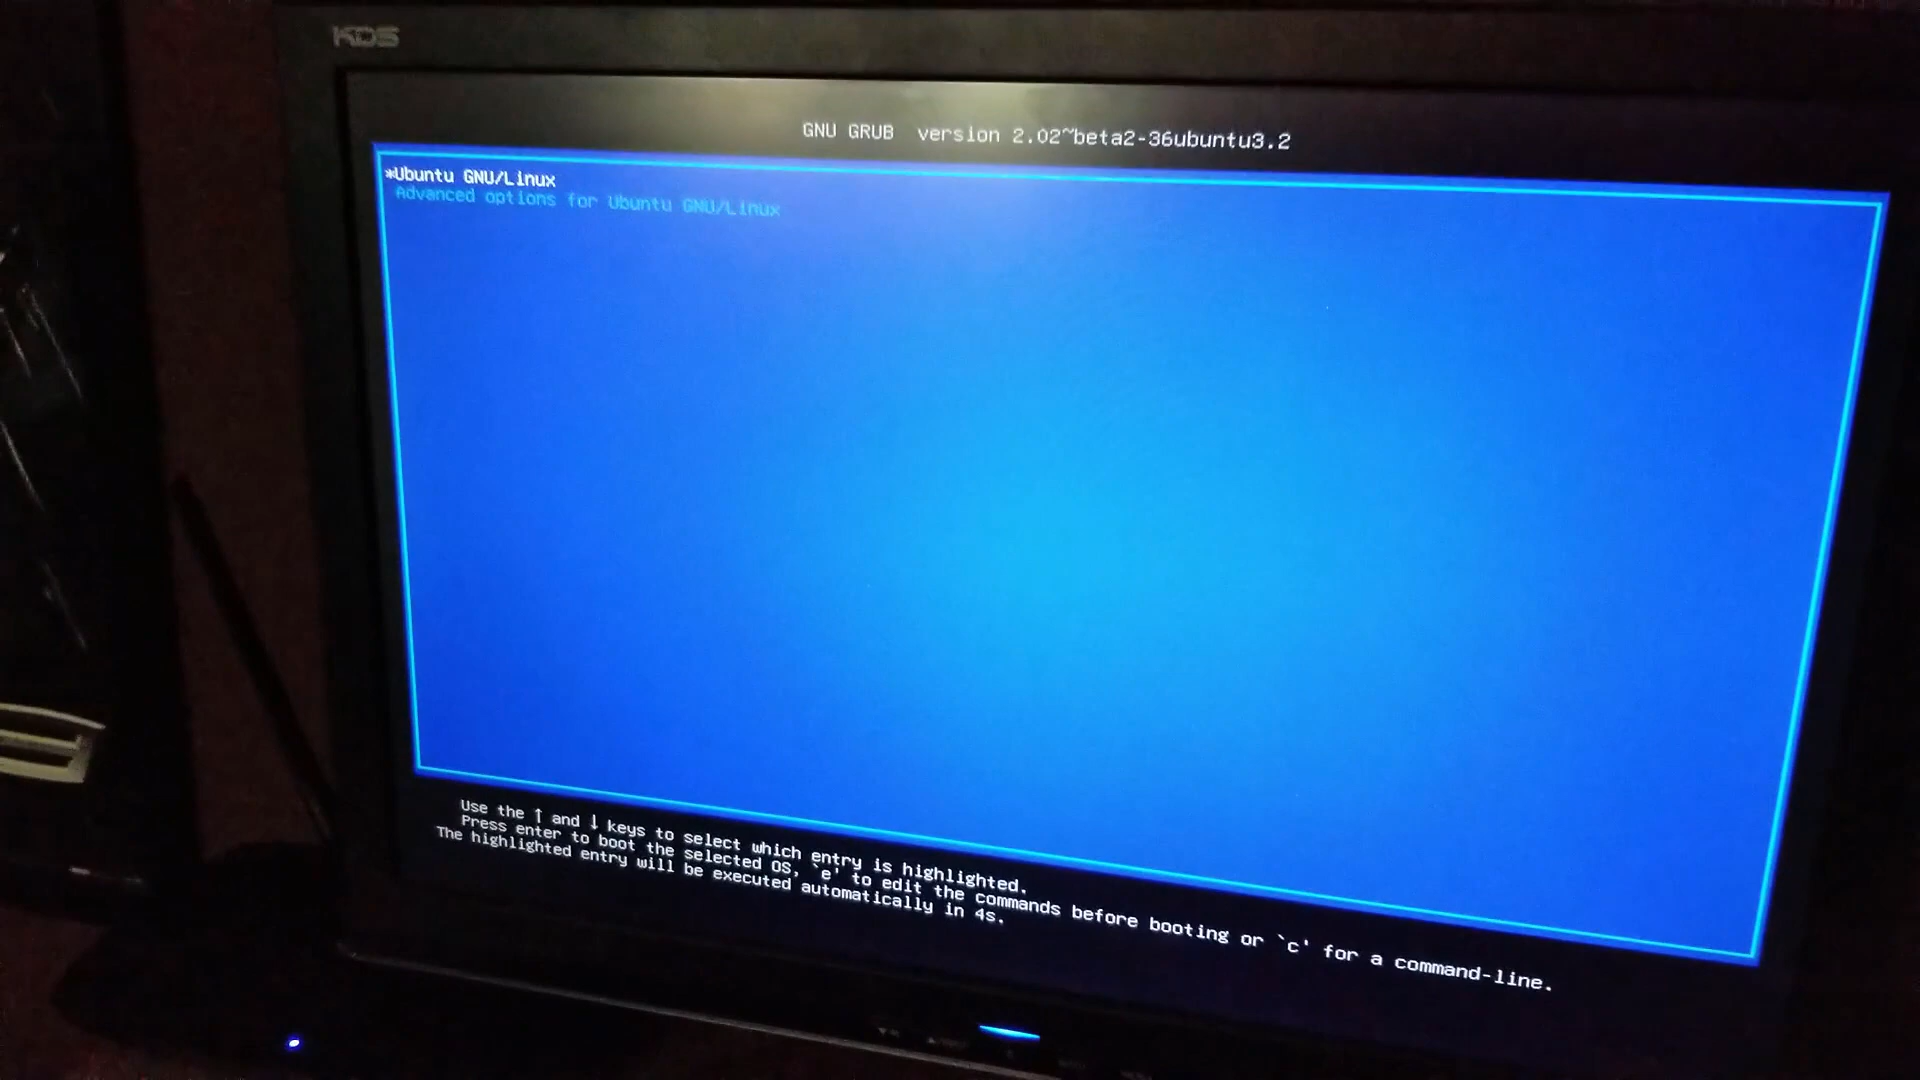 KDS
GNU GRUB version 2.02~beta2-36ubuntu3.2
*Ubuntu GNU/Linux
Advanced options for Ubuntu GNU/Linux
Use the ↑ and ↓ keys to select which entry is highlighted.
Press enter to boot the selected OS, `e' to edit the commands before booting or `c' for a command-line.
The highlighted entry will be executed automatically in 4s.